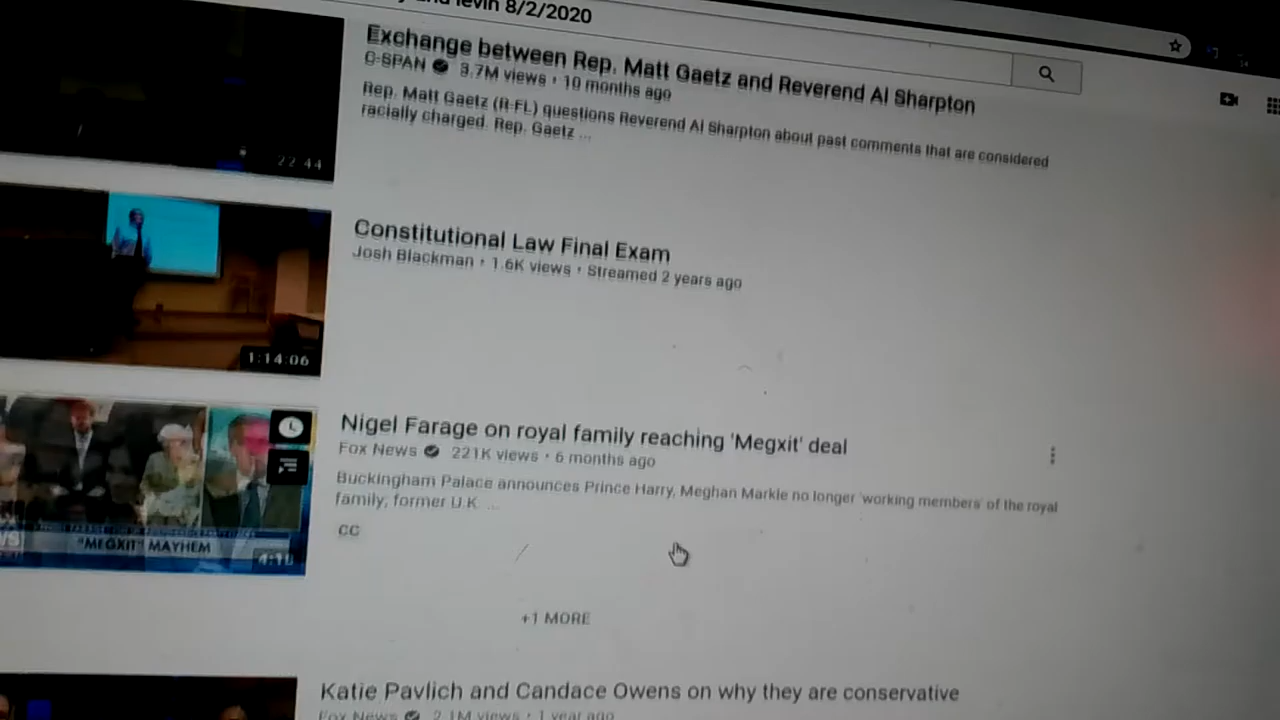 levin 8/2/2020
Exchange between Rep. Matt Gaetz and Reverend Al Sharpton
C-SPAN 3.7M views • 10 months ago
Rep. Matt Gaetz (R-FL) questions Reverend Al Sharpton about past comments that are considered
racially charged. Rep. Gaetz ...
22:44
Constitutional Law Final Exam
Josh Blackman • 1.6K views • Streamed 2 years ago
1:14:06
Nigel Farage on royal family reaching 'Megxit' deal
Fox News 221K views • 6 months ago
Buckingham Palace announces Prince Harry, Meghan Markle no longer 'working members' of the royal
family; former U.K. ...
CC
"MEGXIT" MAYHEM
+1 MORE
Katie Pavlich and Candace Owens on why they are conservative
Fox News 2.1M views • 1 year ago